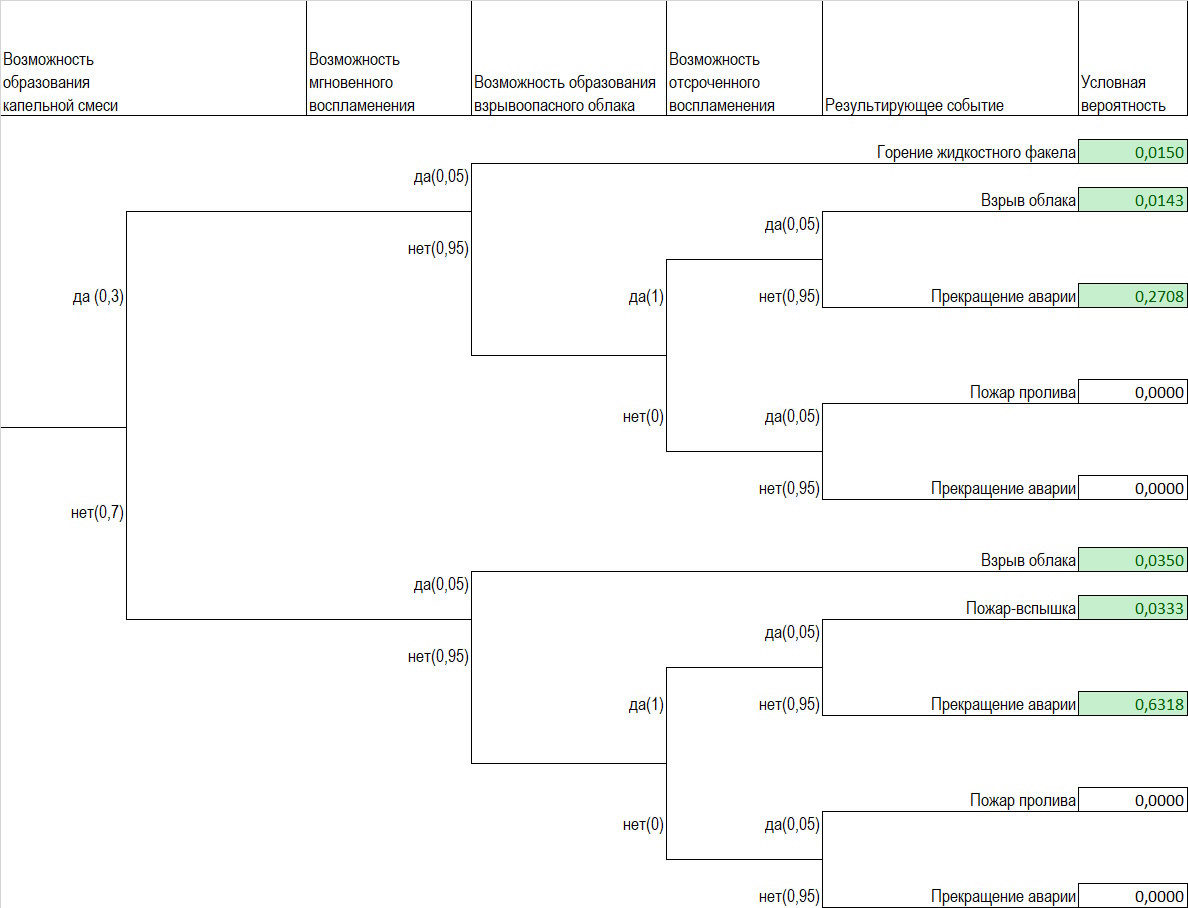 Возможность
образования
капельной смеси
Возможность
мгновенного
воспламенения
Возможность образования
взрывоопасного облака
Возможность
отсроченного
воспламенения
Результирующее событие
Условная
вероятность
Горение жидкостного факела 0,0150
да(0,05)
Взрыв облака 0,0143
да(0,05)
нет(0,95)
да (0,3) да(1) нет(0,95) Прекращение аварии 0,2708
Пожар пролива 0,0000
нет(0) да(0,05)
нет(0,95) Прекращение аварии 0,0000
нет(0,7)
Взрыв облака 0,0350
да(0,05)
Пожар-вспышка 0,0333
да(0,05)
нет(0,95)
да(1) нет(0,95) Прекращение аварии 0,6318
Пожар пролива 0,0000
нет(0) да(0,05)
нет(0,95) Прекращение аварии 0,0000